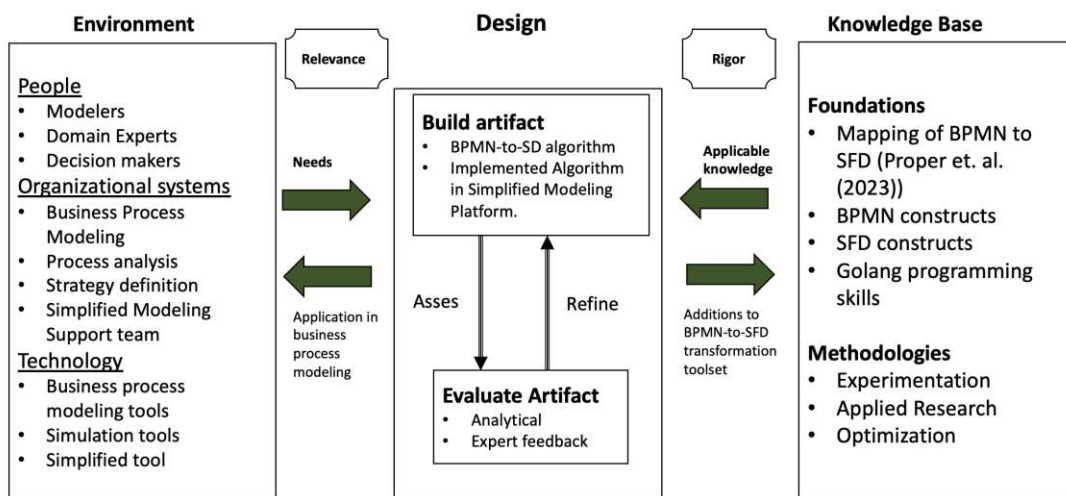 Environment
People
• Modelers
• Domain Experts
• Decision makers
Organizational systems
• Business Process
Modeling
• Process analysis
• Strategy definition
• Simplified Modeling
Support team
Technology
• Business process
modeling tools
• Simulation tools
• Simplified tool
Relevance
Needs
Application in
business
process
modeling
Design
Build artifact
• BPMN-to-SD algorithm
• Implemented Algorithm
in Simplified Modeling
Platform.
Asses
Refine
Evaluate Artifact
• Analytical
• Expert feedback
Rigor
Applicable
knowledge
Additions to
BPMN-to-SFD
transformation
toolset
Knowledge Base
Foundations
• Mapping of BPMN to
SFD (Proper et. al.
(2023))
• BPMN constructs
• SFD constructs
• Golang programming
skills
Methodologies
• Experimentation
• Applied Research
• Optimization